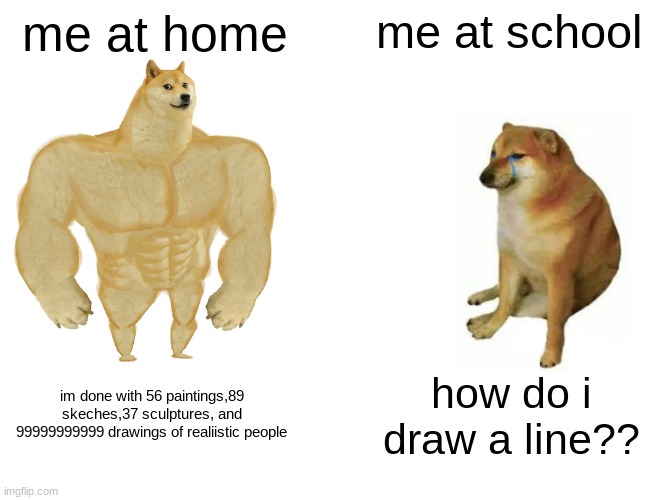 me at home
me at school
im done with 56 paintings,89
skeches,37 sculptures, and
99999999999 drawings of realiistic people
how do i
draw a line??
imgflip.com